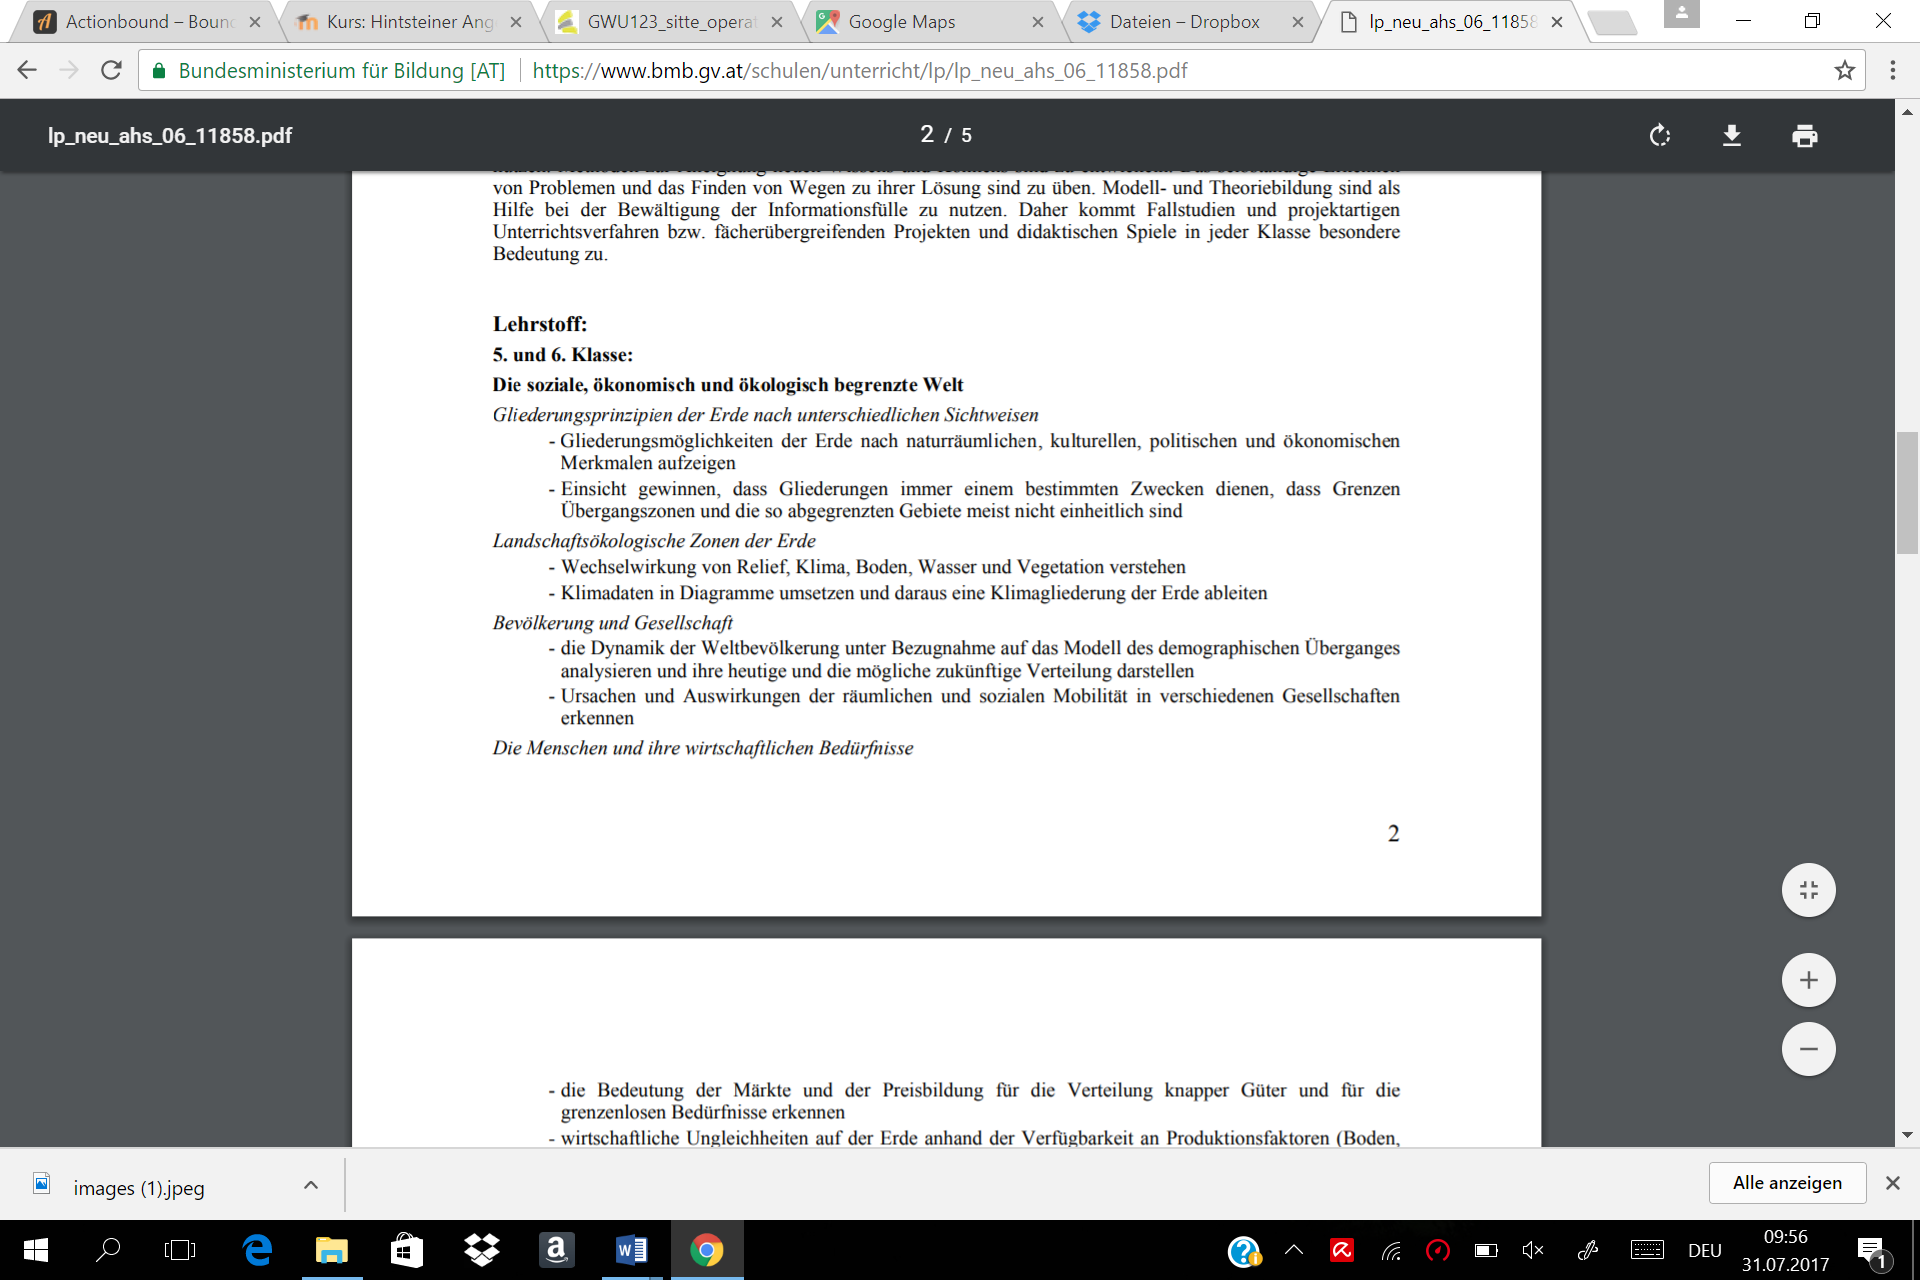 Actionbound – Boun
Kurs: Hintsteiner Ang
GWU123_sitte_operat
Google Maps
Dateien – Dropbox
lp_neu_ahs_06_11858
Bundesministerium für Bildung [AT]
https://www.bmb.gv.at/schulen/unterricht/lp/lp_neu_ahs_06_11858.pdf
lp_neu_ahs_06_11858.pdf
2 / 5
von Problemen und das Finden von Wegen zu ihrer Lösung sind zu üben. Modell- und Theoriebildung sind als
Hilfe bei der Bewältigung der Informationsfülle zu nutzen. Daher kommt Fallstudien und projektartigen
Unterrichtsverfahren bzw. fächerübergreifenden Projekten und didaktischen Spiele in jeder Klasse besondere
Bedeutung zu.
Lehrstoff:
5. und 6. Klasse:
Die soziale, ökonomisch und ökologisch begrenzte Welt
Gliederungsprinzipien der Erde nach unterschiedlichen Sichtweisen
- Gliederungsmöglichkeiten der Erde nach naturräumlichen, kulturellen, politischen und ökonomischen
Merkmalen aufzeigen
- Einsicht gewinnen, dass Gliederungen immer einem bestimmten Zwecken dienen, dass Grenzen
Übergangszonen und die so abgegrenzten Gebiete meist nicht einheitlich sind
Landschaftsökologische Zonen der Erde
- Wechselwirkung von Relief, Klima, Boden, Wasser und Vegetation verstehen
- Klimadaten in Diagramme umsetzen und daraus eine Klimagliederung der Erde ableiten
Bevölkerung und Gesellschaft
- die Dynamik der Weltbevölkerung unter Bezugnahme auf das Modell des demographischen Überganges
analysieren und ihre heutige und die mögliche zukünftige Verteilung darstellen
- Ursachen und Auswirkungen der räumlichen und sozialen Mobilität in verschiedenen Gesellschaften
erkennen
Die Menschen und ihre wirtschaftlichen Bedürfnisse
2
- die Bedeutung der Märkte und der Preisbildung für die Verteilung knapper Güter und für die
grenzenlosen Bedürfnisse erkennen
- wirtschaftliche Ungleichheiten auf der Erde anhand der Verfügbarkeit an Produktionsfaktoren (Boden,
images (1).jpeg
Alle anzeigen
DEU
09:56
31.07.2017
1